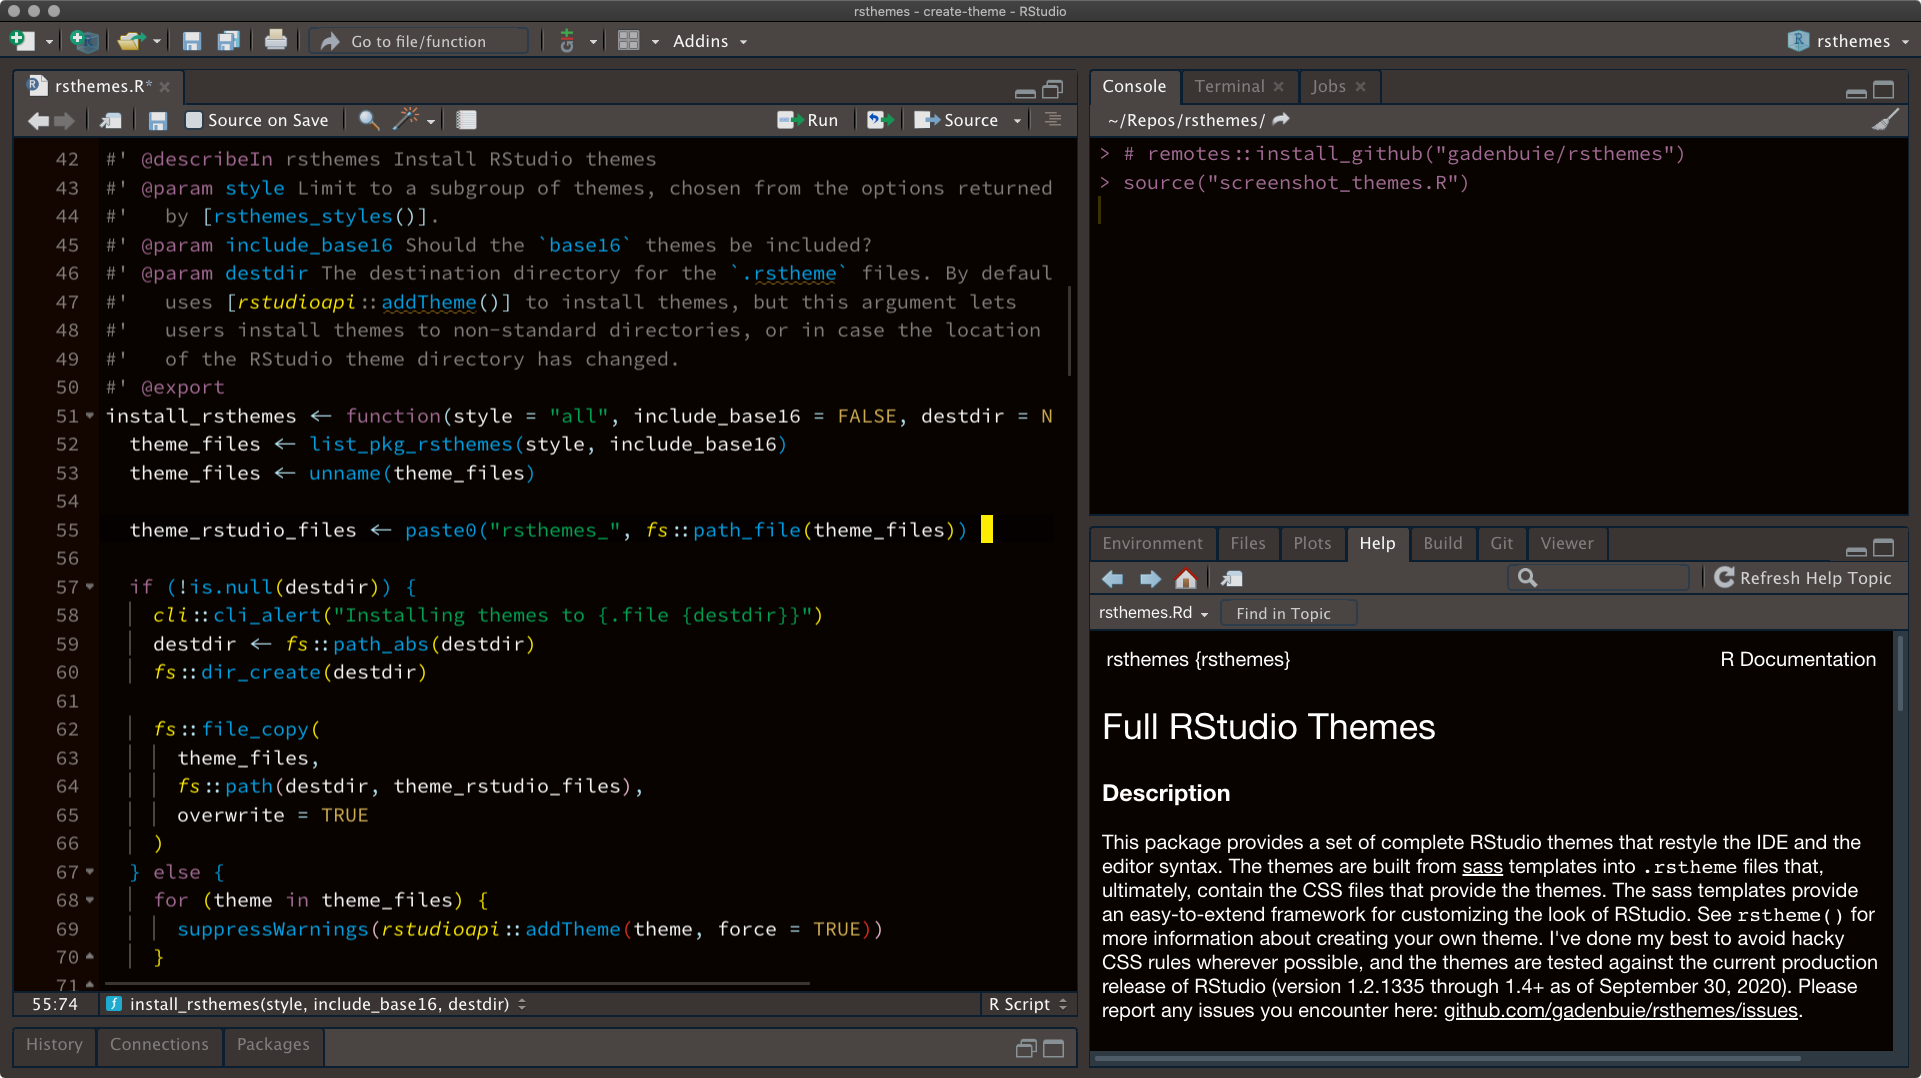 rsthemes - create-theme - RStudio
Go to file/function
Addins
rsthemes
rsthemes.R*
Source on Save
Run
Source
42 #' @describeIn rsthemes Install RStudio themes
43 #' @param style Limit to a subgroup of themes, chosen from the options returned
44 #'   by [rsthemes_styles()].
45 #' @param include_base16 Should the `base16` themes be included?
46 #' @param destdir The destination directory for the `.rstheme` files. By defaul
47 #'   uses [rstudioapi::addTheme()] to install themes, but this argument lets
48 #'   users install themes to non-standard directories, or in case the location
49 #'   of the RStudio theme directory has changed.
50 #' @export
51 install_rsthemes <- function(style = "all", include_base16 = FALSE, destdir = N
52   theme_files <- list_pkg_rsthemes(style, include_base16)
53   theme_files <- unname(theme_files)
54
55   theme_rstudio_files <- paste0("rsthemes_", fs::path_file(theme_files))
56
57   if (!is.null(destdir)) {
58     cli::cli_alert("Installing themes to {.file {destdir}}")
59     destdir <- fs::path_abs(destdir)
60     fs::dir_create(destdir)
61
62     fs::file_copy(
63       theme_files,
64       fs::path(destdir, theme_rstudio_files),
65       overwrite = TRUE
66     )
67   } else {
68     for (theme in theme_files) {
69       suppressWarnings(rstudioapi::addTheme(theme, force = TRUE))
70     }
71
55:74 install_rsthemes(style, include_base16, destdir) R Script
History Connections Packages
Console Terminal Jobs
~/Repos/rsthemes/
> # remotes::install_github("gadenbuie/rsthemes")
> source("screenshot_themes.R")
Environment Files Plots Help Build Git Viewer
Refresh Help Topic
rsthemes.Rd Find in Topic
rsthemes {rsthemes} R Documentation
Full RStudio Themes
Description
This package provides a set of complete RStudio themes that restyle the IDE and the
editor syntax. The themes are built from sass templates into .rstheme files that,
ultimately, contain the CSS files that provide the themes. The sass templates provide
an easy-to-extend framework for customizing the look of RStudio. See rstheme() for
more information about creating your own theme. I've done my best to avoid hacky
CSS rules wherever possible, and the themes are tested against the current production
release of RStudio (version 1.2.1335 through 1.4+ as of September 30, 2020). Please
report any issues you encounter here: github.com/gadenbuie/rsthemes/issues.